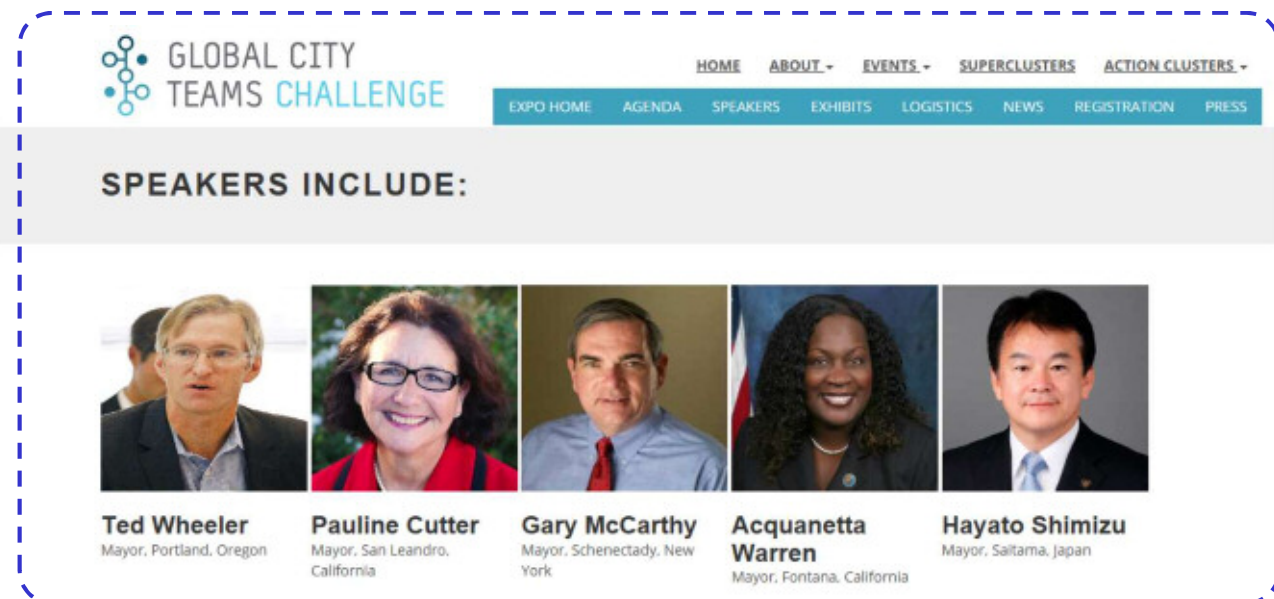 GLOBAL CITY
TEAMS CHALLENGE
HOME ABOUT EVENTS SUPERCLUSTERS ACTION CLUSTERS
EXPO HOME AGENDA SPEAKERS EXHIBITS LOGISTICS NEWS REGISTRATION PRESS
SPEAKERS INCLUDE:
Ted Wheeler
Mayor, Portland, Oregon
Pauline Cutter
Mayor, San Leandro,
California
Gary McCarthy
Mayor, Schenectady, New
York
Acquanetta
Warren
Mayor, Fontana, California
Hayato Shimizu
Mayor, Saitama, Japan